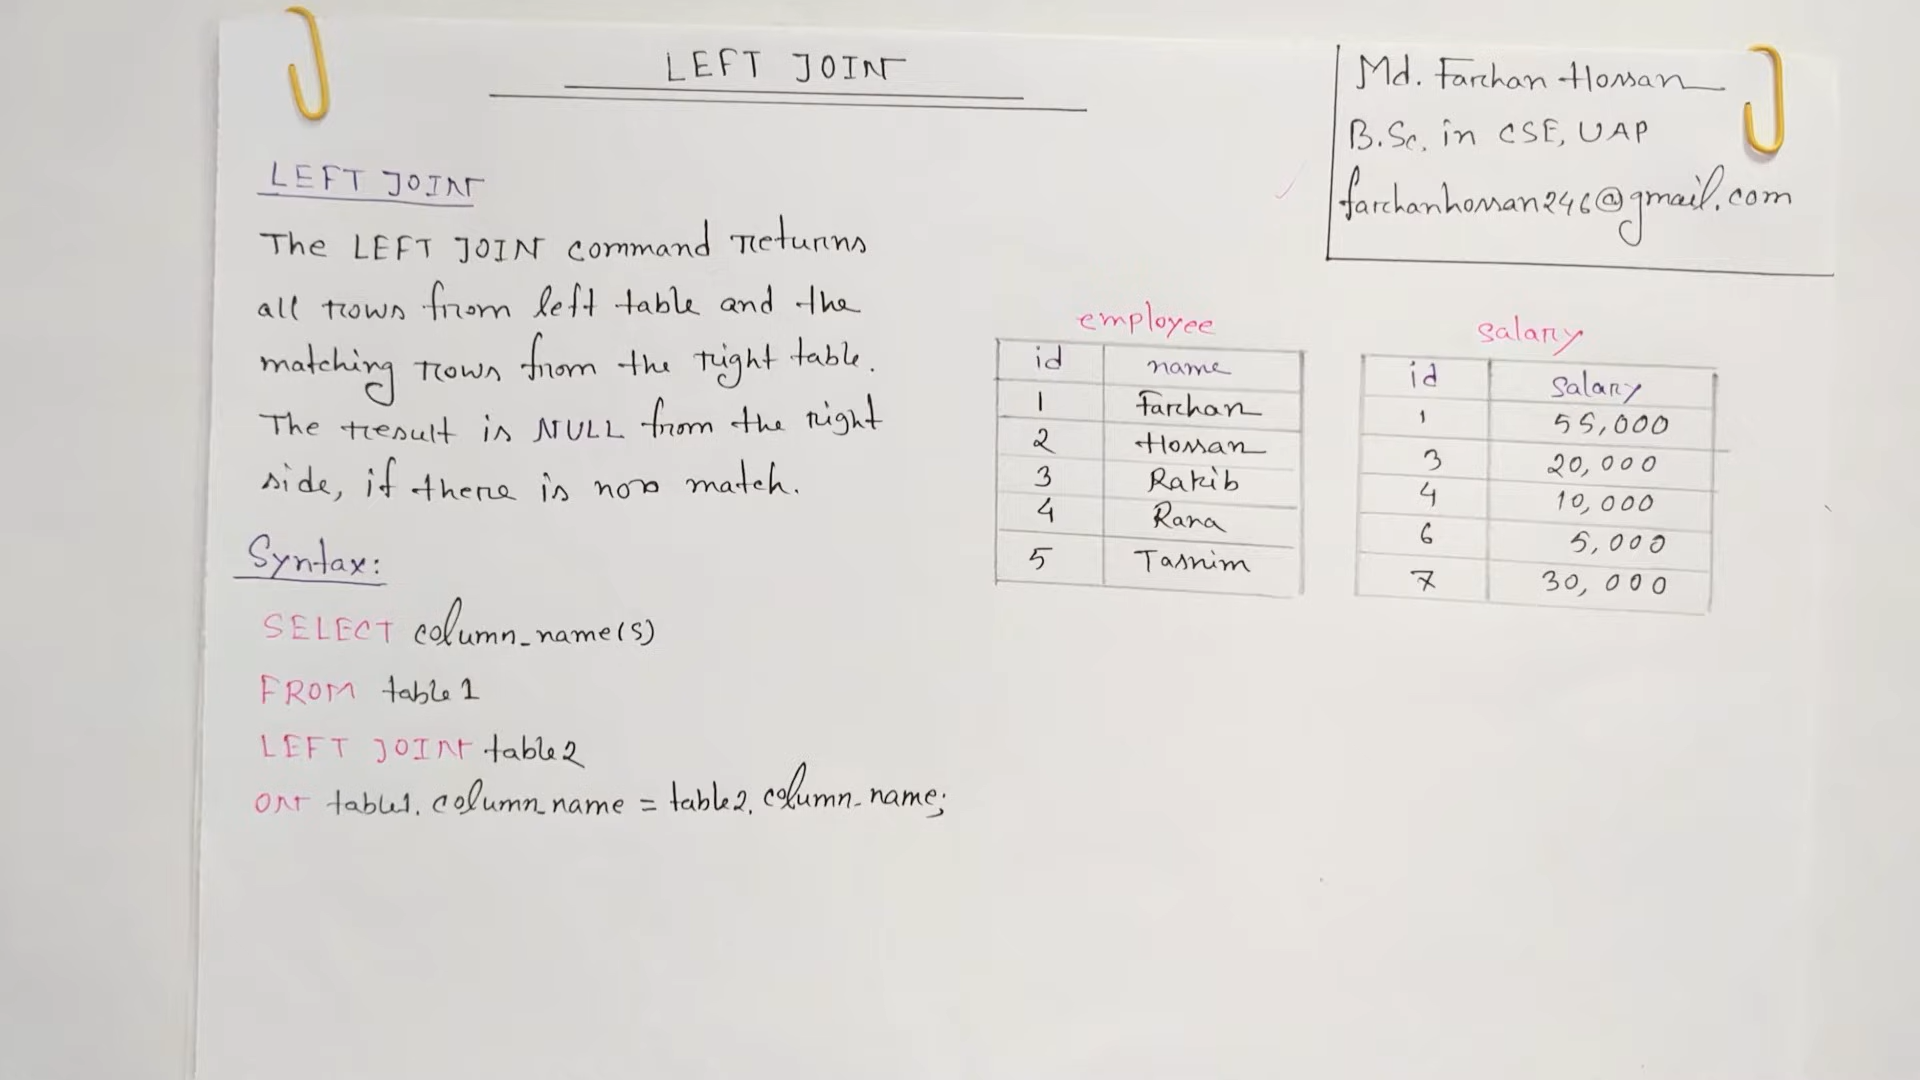 LEFT JOIN
Md. Farhan Hossan
B.Sc. in CSE, UAP
farhanhossan246@gmail.com
LEFT JOIN
The LEFT JOIN command returns
all rows from left table and the
matching rows from the right table.
The result is NULL from the right
side, if there is no match.
employee
id name
1 Farhan
2 Hossan
3 Rakib
4 Rana
5 Tasnim
salary
id salary
1 55,000
3 20,000
4 10,000
6 5,000
7 30,000
Syntax:
SELECT column_name(s)
FROM table1
LEFT JOIN table2
ON table1.column_name = table2.column_name;